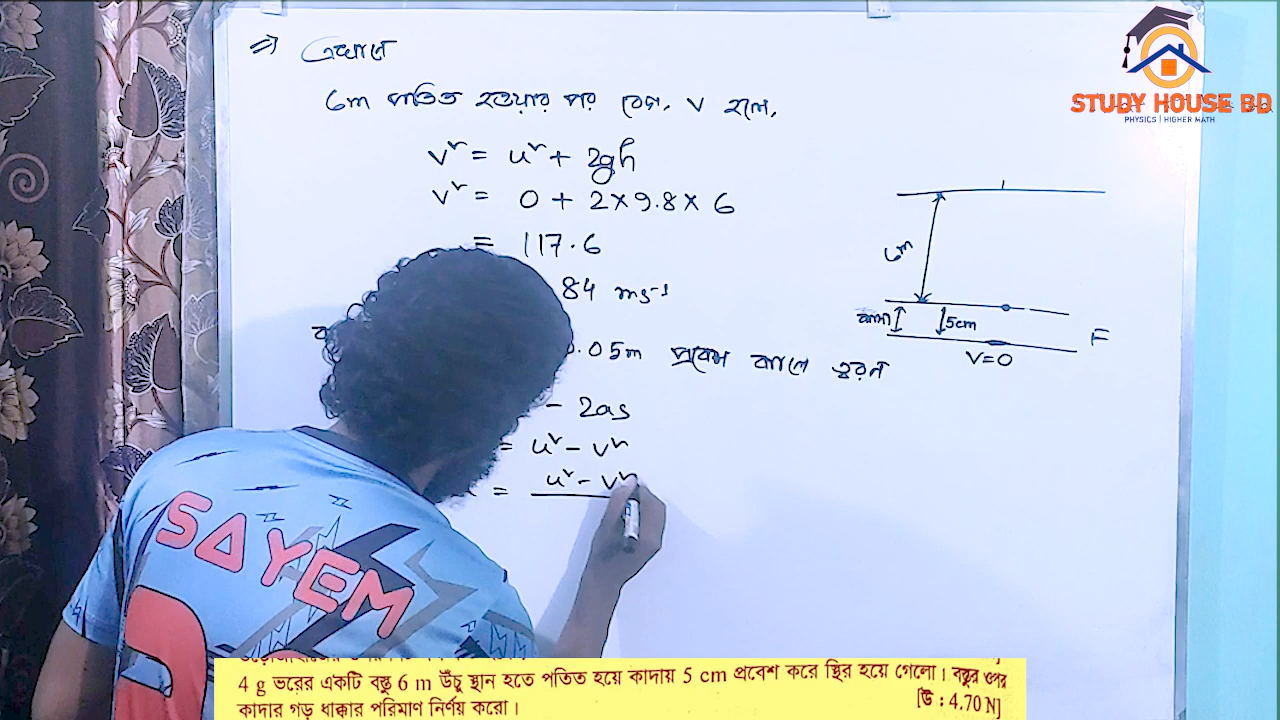 ⇒ এখানে
6m পতিত হওয়ার পর বেগ, v হলে,
v² = u² + 2gh
v² = 0 + 2×9.8×6
= 117.6
84 ms⁻¹
0.05m প্রবেশ কালে ত্বরন
- 2as
= u² - v²
= u² - v²
6m
কাদা
5cm
F
v=0
SAYEM
STUDY HOUSE BD
PHYSICS | HIGHER MATH
4 g ভরের একটি বস্তু 6 m উঁচু স্থান হতে পতিত হয়ে কাদায় 5 cm প্রবেশ করে স্থির হয়ে গেলো। বস্তুর ওপর
কাদার গড় ধাক্কার পরিমাণ নির্ণয় করো। [উ : 4.70 N]